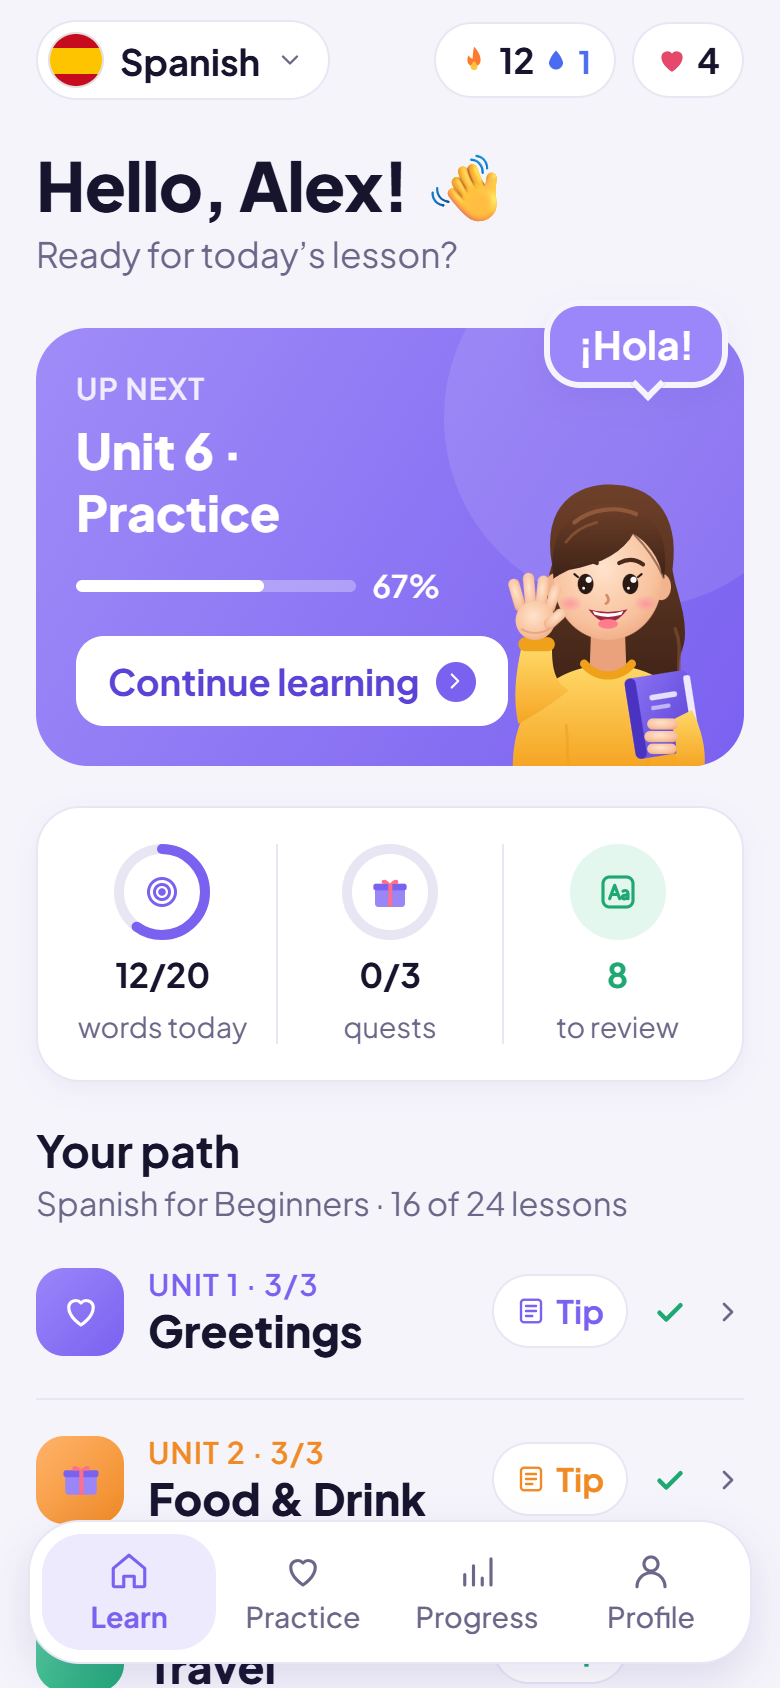 Spanish
12 1
4
Hello, Alex!
Ready for today’s lesson?
¡Hola!
UP NEXT
Unit 6 ·
Practice
67%
Continue learning
Aa
12/20
words today
0/3
quests
8
to review
Your path
Spanish for Beginners · 16 of 24 lessons
UNIT 1 · 3/3
Greetings
Tip
UNIT 2 · 3/3
Food & Drink
Tip
Learn
Practice
Progress
Profile
Travel